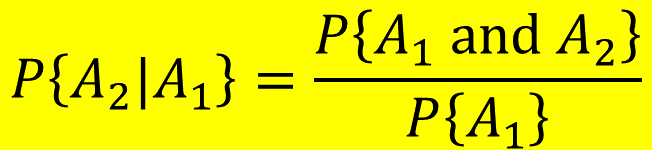 P{A₂|A₁} = P{A₁ and A₂} / P{A₁}